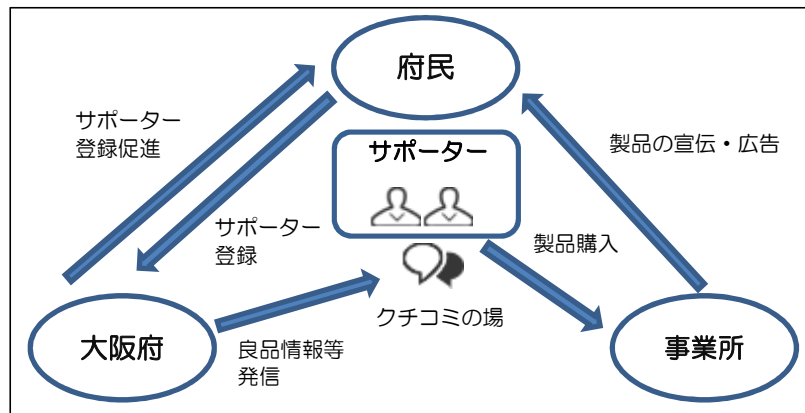 府民
サポーター
登録促進
サポーター
製品の宣伝・広告
サポーター
登録
製品購入
クチコミの場
大阪府
良品情報等
発信
事業所